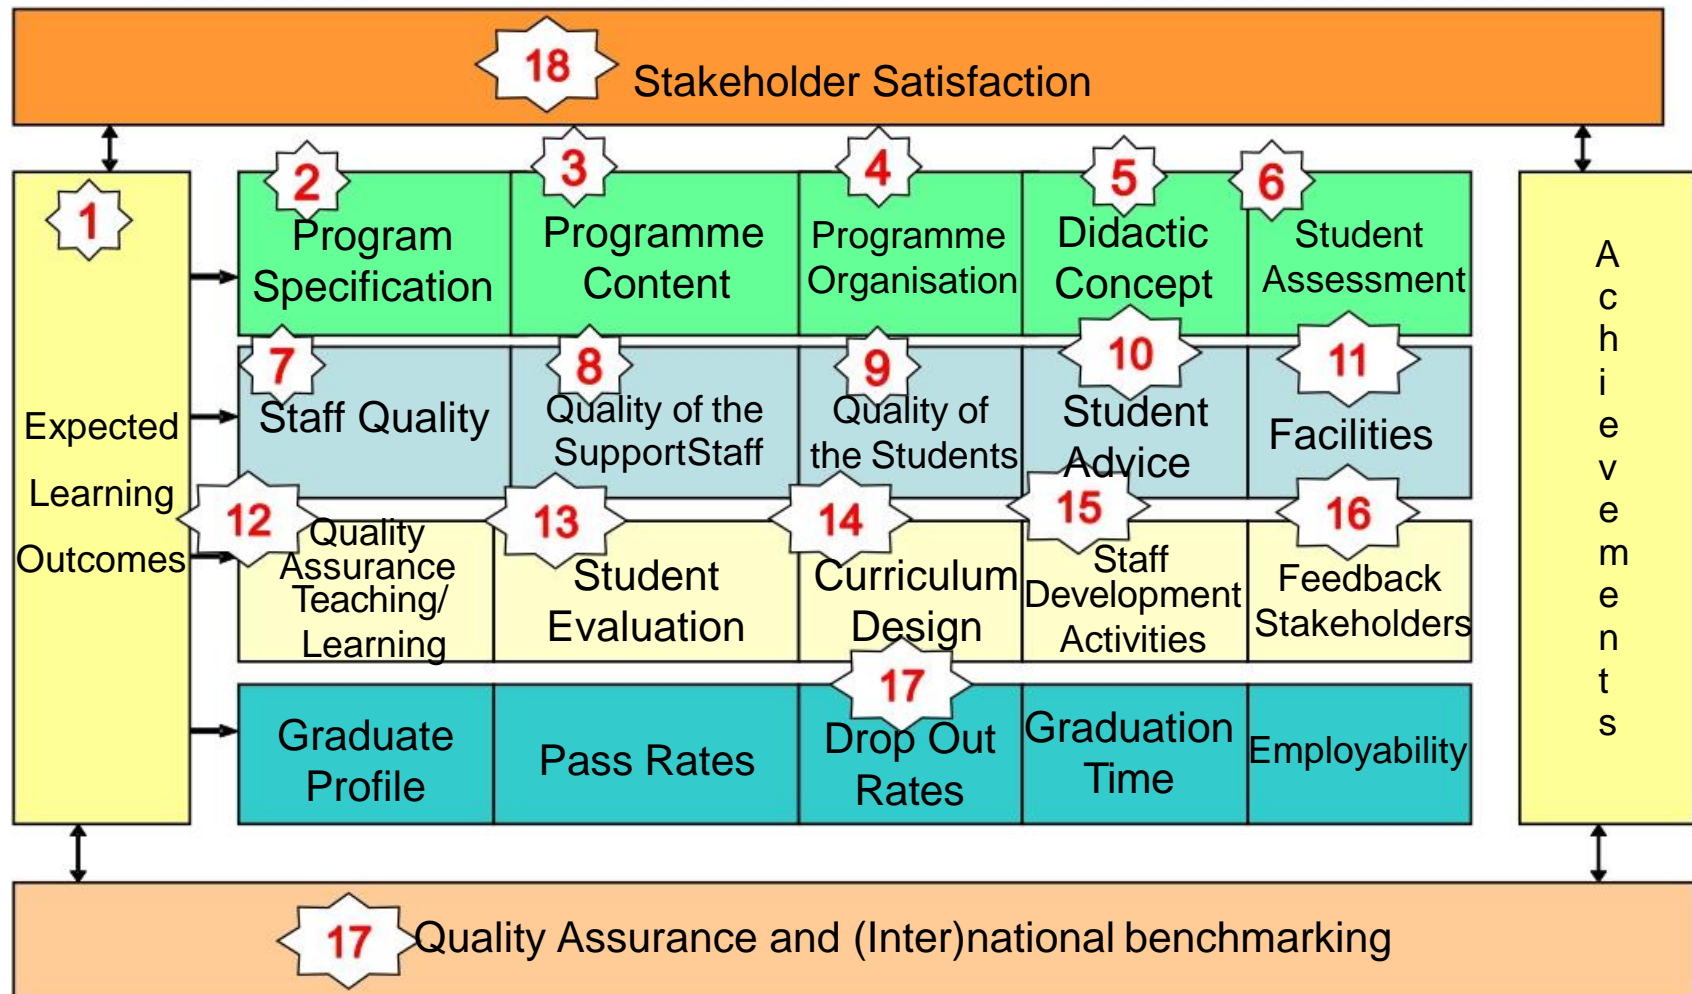 18
Stakeholder Satisfaction
1
Expected
Learning
Outcomes
2
Program
Specification
3
Programme
Content
4
Programme
Organisation
5
Didactic
Concept
6
Student
Assessment
7
Staff Quality
8
Quality of the
SupportStaff
9
Quality of
the Students
10
Student
Advice
11
Facilities
12
Quality
Assurance
Teaching/
Learning
13
Student
Evaluation
14
Curriculum
Design
15
Staff
Development
Activities
16
Feedback
Stakeholders
Graduate
Profile
Pass Rates
17
Drop Out
Rates
Graduation
Time
Employability
Achievements
17
Quality Assurance and (Inter)national benchmarking